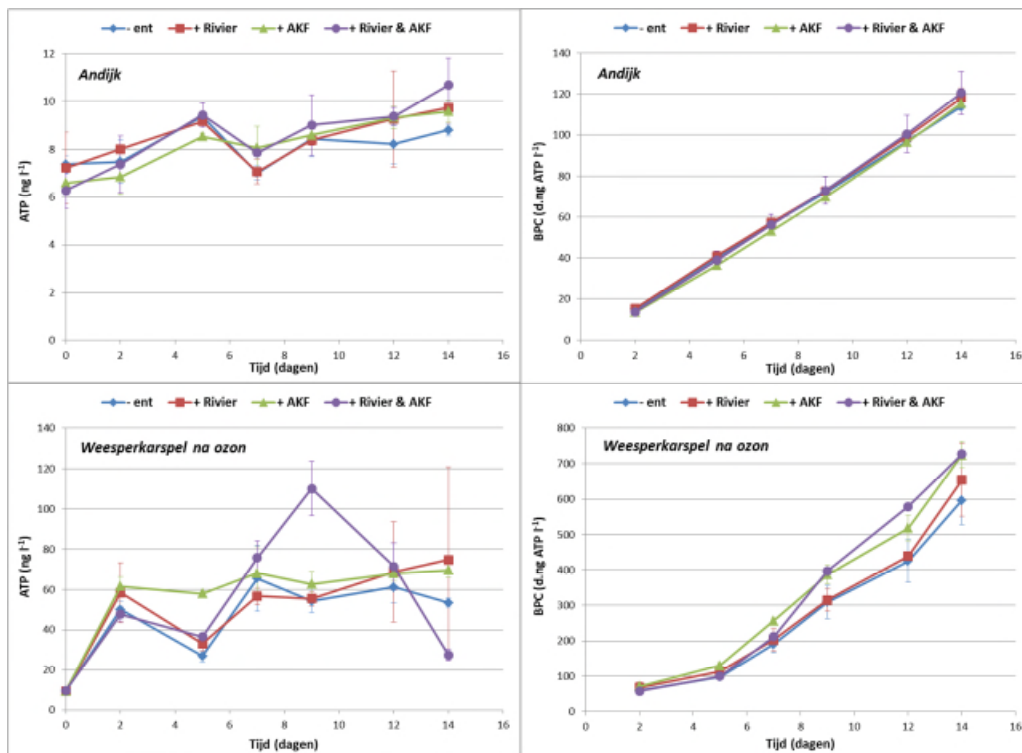 - ent + Rivier + AKF + Rivier & AKF
Andijk
ATP (ng l-1)
12
10
8
6
4
2
0
0 2 4 6 8 10 12 14 16
Tijd (dagen)
- ent + Rivier + AKF + Rivier & AKF
Andijk
BPC (d.ng ATP l-1)
140
120
100
80
60
40
20
0
0 2 4 6 8 10 12 14 16
Tijd (dagen)
- ent + Rivier + AKF + Rivier & AKF
Weesperkarspel na ozon
ATP (ng l-1)
140
120
100
80
60
40
20
0
0 2 4 6 8 10 12 14 16
Tijd (dagen)
- ent + Rivier + AKF + Rivier & AKF
Weesperkarspel na ozon
BPC (d.ng ATP l-1)
800
700
600
500
400
300
200
100
0
0 2 4 6 8 10 12 14 16
Tijd (dagen)